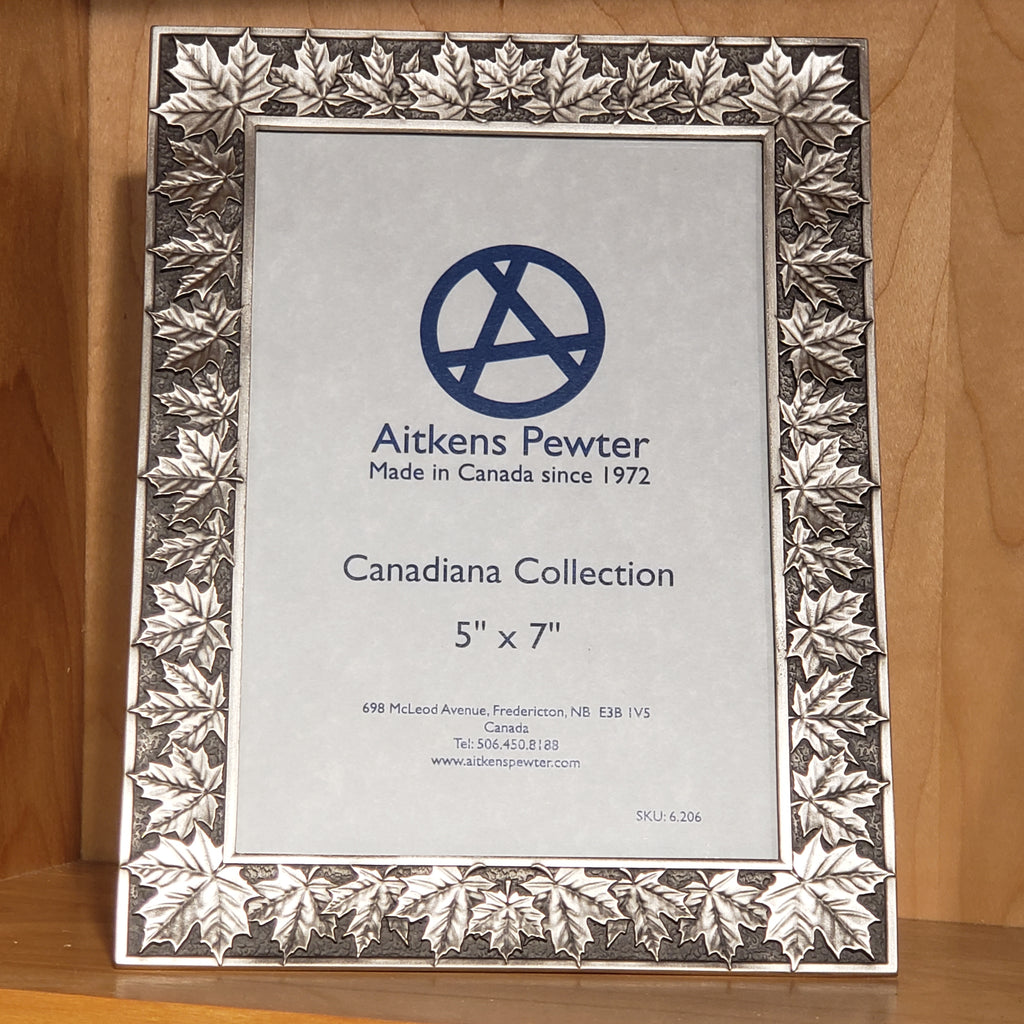 Aitkens Pewter
Made in Canada since 1972
Canadiana Collection
5" x 7"
698 McLeod Avenue, Fredericton, NB  E3B 1V5
Canada
Tel: 506.450.8188
www.aitkenspewter.com
SKU: 6.206